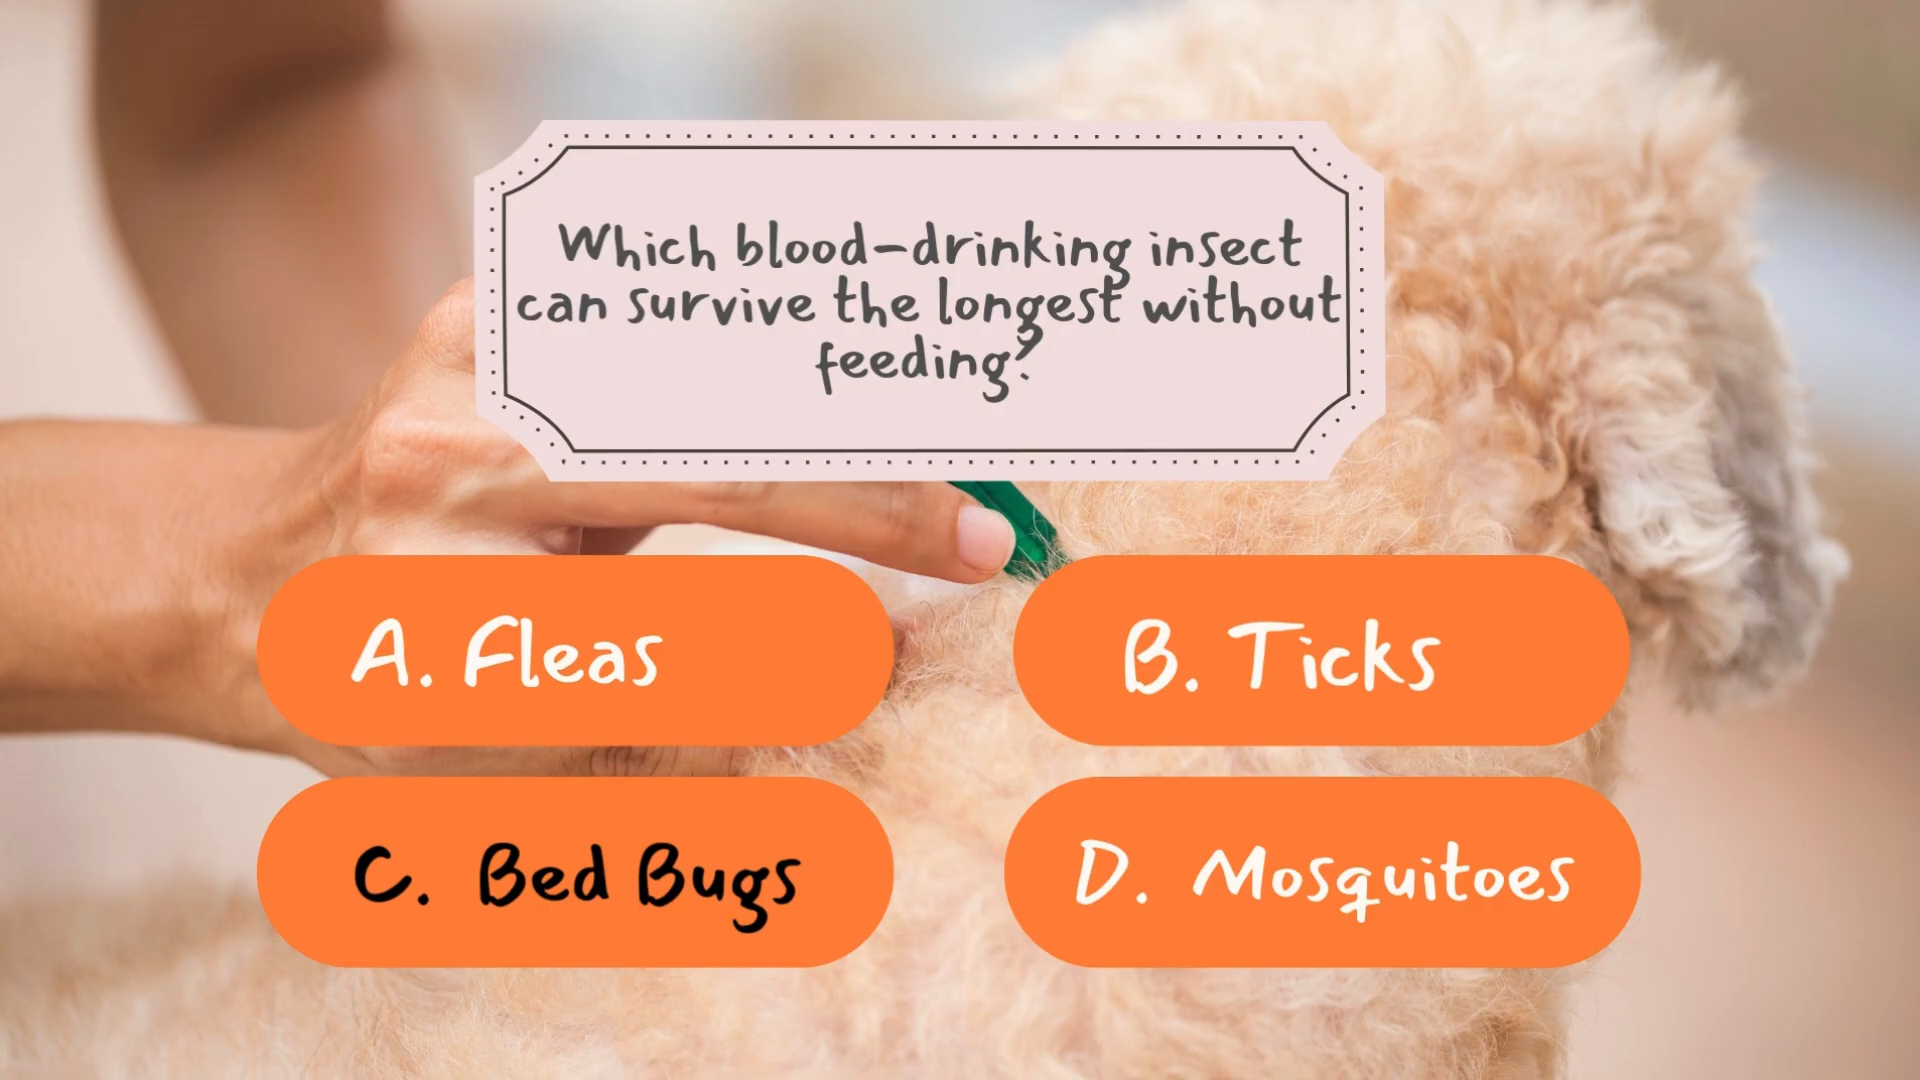 Which blood-drinking insect
can survive the longest without
feeding?
A. Fleas
B. Ticks
C. Bed Bugs
D. Mosquitoes